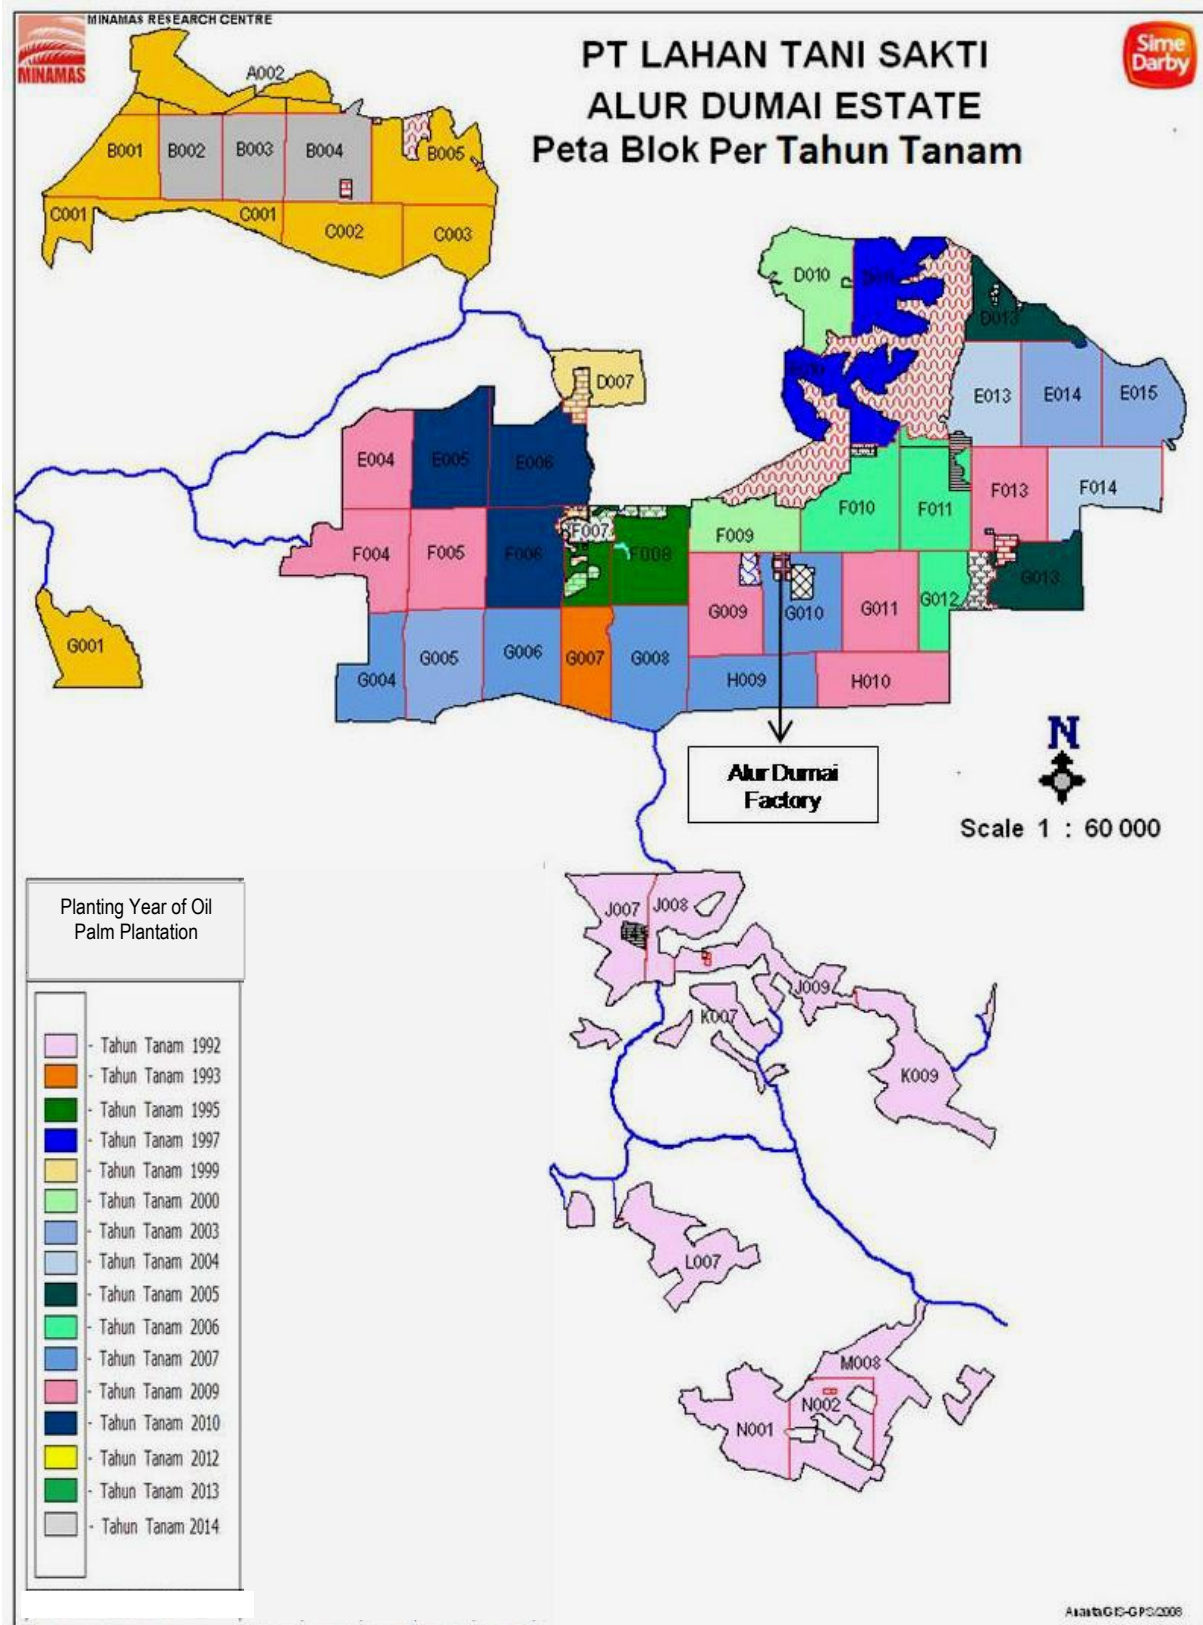 MINAMAS RESEARCH CENTRE
MINAMAS
Sime
Darby
PT LAHAN TANI SAKTI
ALUR DUMAI ESTATE
Peta Blok Per Tahun Tanam
A002
B001
B002
B003
B004
B005
C001
C001
C002
C003
D010
D013
D007
E013
E014
E015
E004
E005
E006
F010
F011
F013
F014
F004
F005
F006
F007
F008
F009
G009
G010
G011
G012
G013
G001
G004
G005
G006
G007
G008
H009
H010
Alur Dumai
Factory
N
Scale 1 : 60 000
J007
J008
J009
K007
K009
L007
M008
N002
N001
Planting Year of Oil
Palm Plantation
- Tahun Tanam 1992
- Tahun Tanam 1993
- Tahun Tanam 1995
- Tahun Tanam 1997
- Tahun Tanam 1999
- Tahun Tanam 2000
- Tahun Tanam 2003
- Tahun Tanam 2004
- Tahun Tanam 2005
- Tahun Tanam 2006
- Tahun Tanam 2007
- Tahun Tanam 2009
- Tahun Tanam 2010
- Tahun Tanam 2012
- Tahun Tanam 2013
- Tahun Tanam 2014